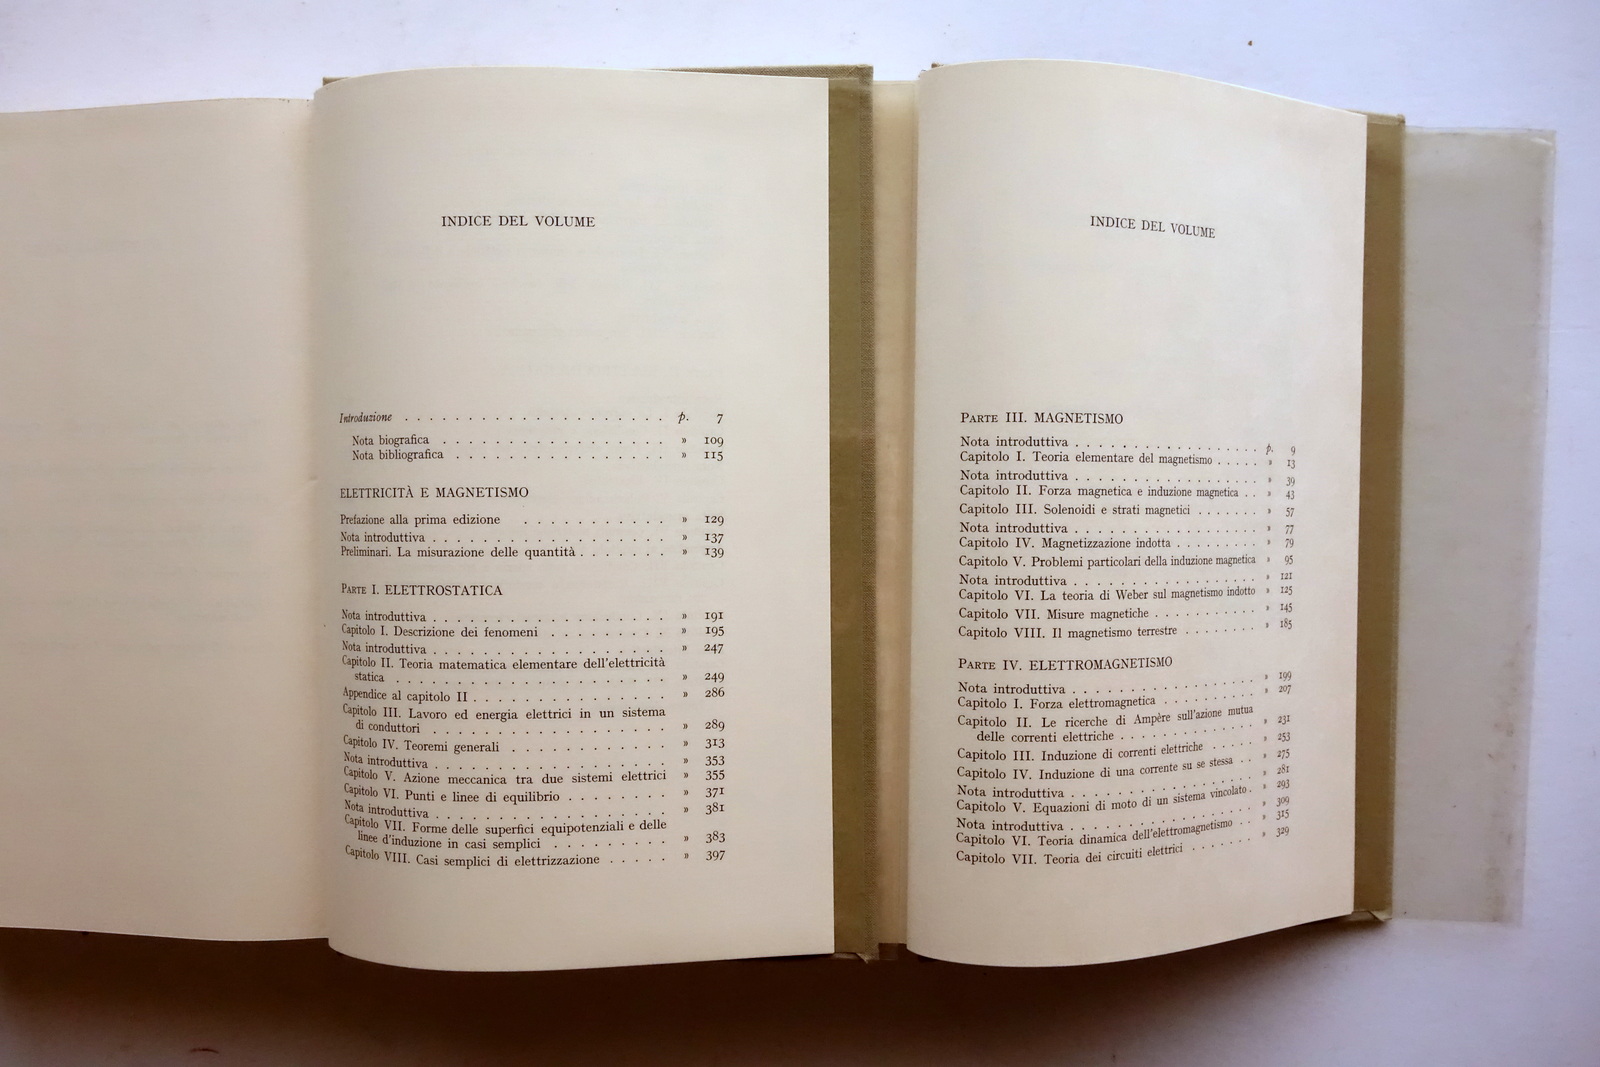 INDICE DEL VOLUME
Introduzione . . . . . . . . . . . . . . . . . . . . . p. 7
Nota biografica . . . . . . . . . . . . . . . . . . » 109
Nota bibliografica . . . . . . . . . . . . . . . . . » 115
ELETTRICITÀ E MAGNETISMO
Prefazione alla prima edizione . . . . . . . . . . . » 129
Nota introduttiva . . . . . . . . . . . . . . . . . . » 137
Preliminari. La misurazione delle quantità . . . . . . . » 139
PARTE I. ELETTROSTATICA
Nota introduttiva . . . . . . . . . . . . . . . . . . » 191
Capitolo I. Descrizione dei fenomeni . . . . . . . . . » 195
Nota introduttiva . . . . . . . . . . . . . . . . . . » 247
Capitolo II. Teoria matematica elementare dell'elettricità
statica . . . . . . . . . . . . . . . . . . . . . . » 249
Appendice al capitolo II . . . . . . . . . . . . . . . » 286
Capitolo III. Lavoro ed energia elettrici in un sistema
di conduttori . . . . . . . . . . . . . . . . . . . » 289
Capitolo IV. Teoremi generali . . . . . . . . . . . . » 313
Nota introduttiva . . . . . . . . . . . . . . . . . . » 353
Capitolo V. Azione meccanica tra due sistemi elettrici » 355
Capitolo VI. Punti e linee di equilibrio . . . . . . . . » 371
Nota introduttiva . . . . . . . . . . . . . . . . . . » 381
Capitolo VII. Forme delle superfici equipotenziali e delle
linee d'induzione in casi semplici . . . . . . . . . » 383
Capitolo VIII. Casi semplici di elettrizzazione . . . . . » 397
INDICE DEL VOLUME
PARTE III. MAGNETISMO
Nota introduttiva . . . . . . . . . . . . . . . . . p. 9
Capitolo I. Teoria elementare del magnetismo . . . . . » 13
Nota introduttiva . . . . . . . . . . . . . . . . . » 39
Capitolo II. Forza magnetica e induzione magnetica . . » 43
Capitolo III. Solenoidi e strati magnetici . . . . . . . » 57
Nota introduttiva . . . . . . . . . . . . . . . . . » 77
Capitolo IV. Magnetizzazione indotta . . . . . . . . . » 79
Capitolo V. Problemi particolari della induzione magnetica » 95
Nota introduttiva . . . . . . . . . . . . . . . . . » 121
Capitolo VI. La teoria di Weber sul magnetismo indotto » 125
Capitolo VII. Misure magnetiche . . . . . . . . . . . » 145
Capitolo VIII. Il magnetismo terrestre . . . . . . . . » 185
PARTE IV. ELETTROMAGNETISMO
Nota introduttiva . . . . . . . . . . . . . . . . . » 199
Capitolo I. Forza elettromagnetica . . . . . . . . . . » 207
Capitolo II. Le ricerche di Ampère sull'azione mutua
delle correnti elettriche . . . . . . . . . . . . . » 231
Capitolo III. Induzione di correnti elettriche . . . . . » 253
Capitolo IV. Induzione di una corrente su se stessa . . » 275
Nota introduttiva . . . . . . . . . . . . . . . . . » 281
Capitolo V. Equazioni di moto di un sistema vincolato . » 293
Nota introduttiva . . . . . . . . . . . . . . . . . » 309
Capitolo VI. Teoria dinamica dell'elettromagnetismo . . » 315
Capitolo VII. Teoria dei circuiti elettrici . . . . . . . » 329